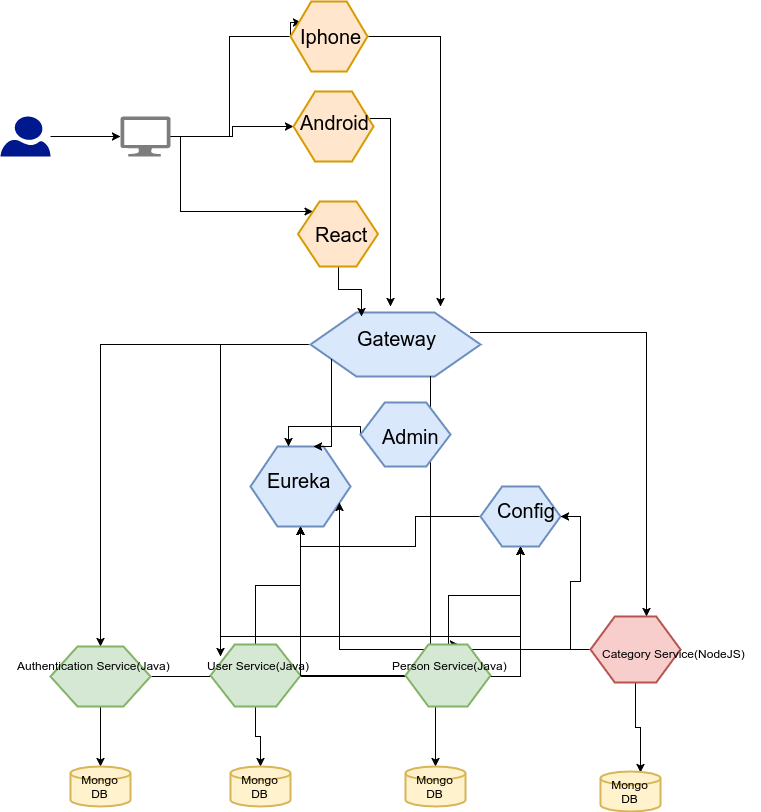 Iphone
Android
React
Gateway
Admin
Eureka
Config
Authentication Service(Java)
User Service(Java)
Person Service(Java)
Category Service(NodeJS)
Mongo
DB
Mongo
DB
Mongo
DB
Mongo
DB